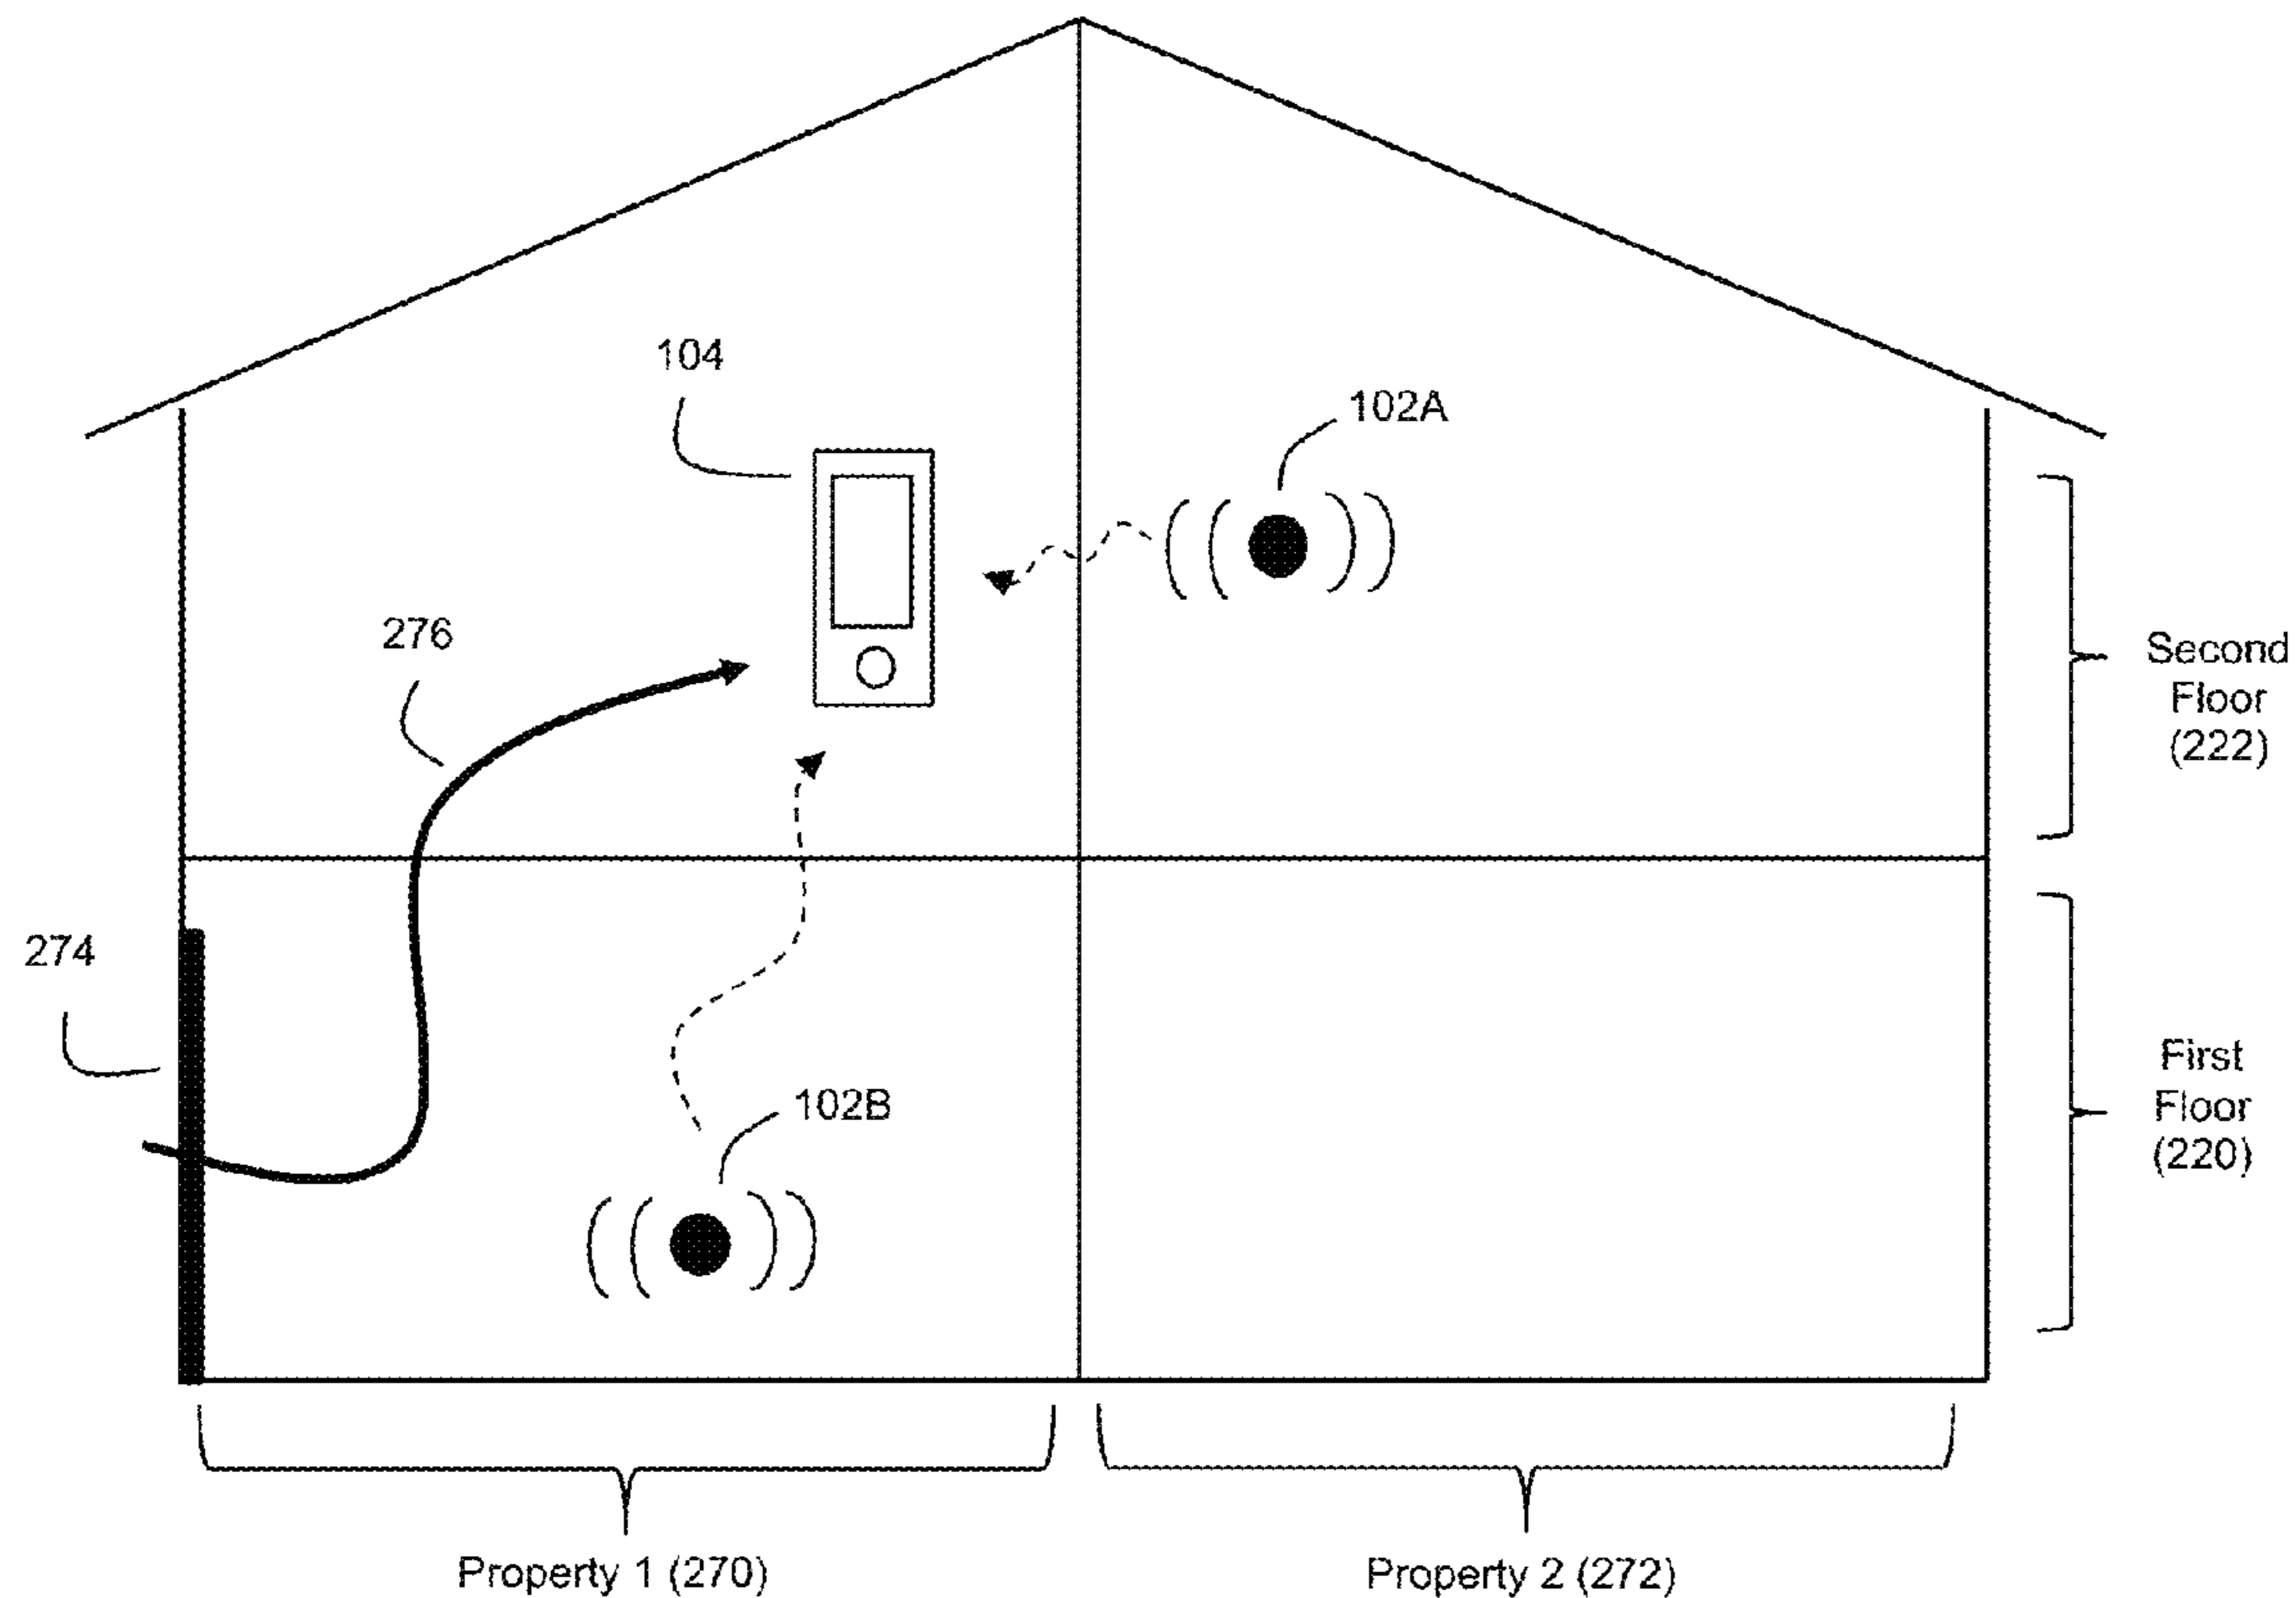 104
102A
276
Second
Floor
(222)
274
First
Floor
(220)
102B
Property 1 (270)
Property 2 (272)